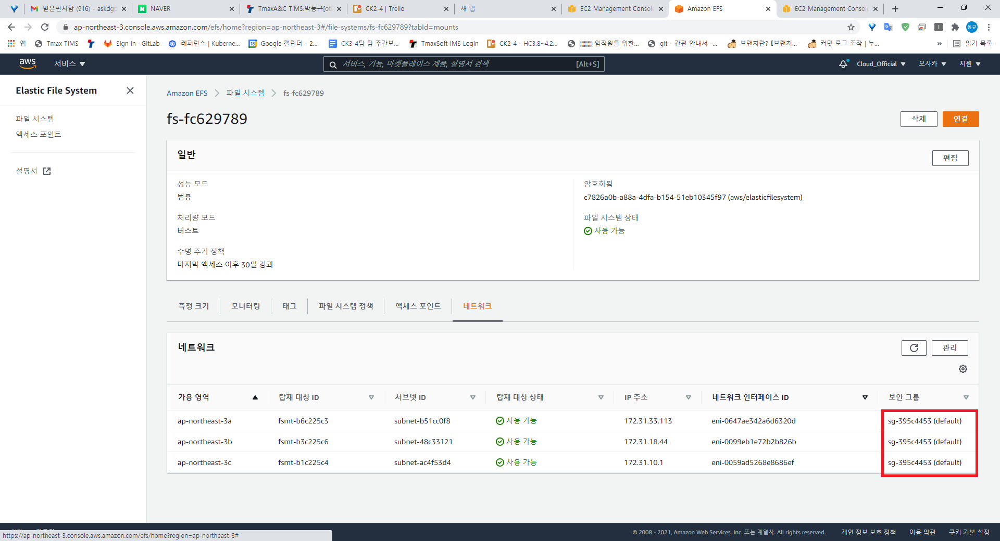 받은편지함 (916) - askdgp
NAVER
TmaxA&C TIMS:박동규[ot
CK2-4 | Trello
새 탭
EC2 Management Console
Amazon EFS
EC2 Management Console
ap-northeast-3.console.aws.amazon.com/efs/home?region=ap-northeast-3#/file-systems/fs-fc629789?tabId=mounts
동규
앱
Tmax TIMS
Sign in · GitLab
레퍼런스 | Kuberne...
Google 캘린더 - 2...
CK3-4팀 팀 주간보...
TmaxSoft IMS Login
CK2-4 - HC3.8~4.2...
임직원을 위한...
git - 간편 안내서 -...
브랜치란? 【브랜치...
커밋 로그 조작 | 누...
»
읽기 목록
aws
서비스
서비스, 기능, 마켓플레이스 제품, 설명서 검색
[Alt+S]
Cloud_Official
오사카
지원
Elastic File System
파일 시스템
액세스 포인트
설명서
Amazon EFS
파일 시스템
fs-fc629789
fs-fc629789
삭제
연결
일반
편집
성능 모드
범용
처리량 모드
버스트
수명 주기 정책
마지막 액세스 이후 30일 경과
암호화됨
c7826a0b-a88a-4dfa-b154-51eb10345f97 (aws/elasticfilesystem)
파일 시스템 상태
사용 가능
측정 크기
모니터링
태그
파일 시스템 정책
액세스 포인트
네트워크
네트워크
관리
가용 영역 탑재 대상 ID 서브넷 ID 탑재 대상 상태 IP 주소 네트워크 인터페이스 ID 보안 그룹
ap-northeast-3a fsmt-b6c225c3 subnet-b51cc0f8 사용 가능 172.31.33.113 eni-0647ae342a6d6320d sg-395c4453 (default)
ap-northeast-3b fsmt-b3c225c6 subnet-48c33121 사용 가능 172.31.18.44 eni-0099eb1e72b2b826b sg-395c4453 (default)
ap-northeast-3c fsmt-b1c225c4 subnet-ac4f53d4 사용 가능 172.31.10.1 eni-0059ad5268e8686ef sg-395c4453 (default)
https://ap-northeast-3.console.aws.amazon.com/efs/home?region=ap-northeast-3#
© 2008 - 2021, Amazon Web Services, Inc. 또는 계열사. All rights reserved.
개인 정보 보호 정책
이용 약관
쿠키 기본 설정